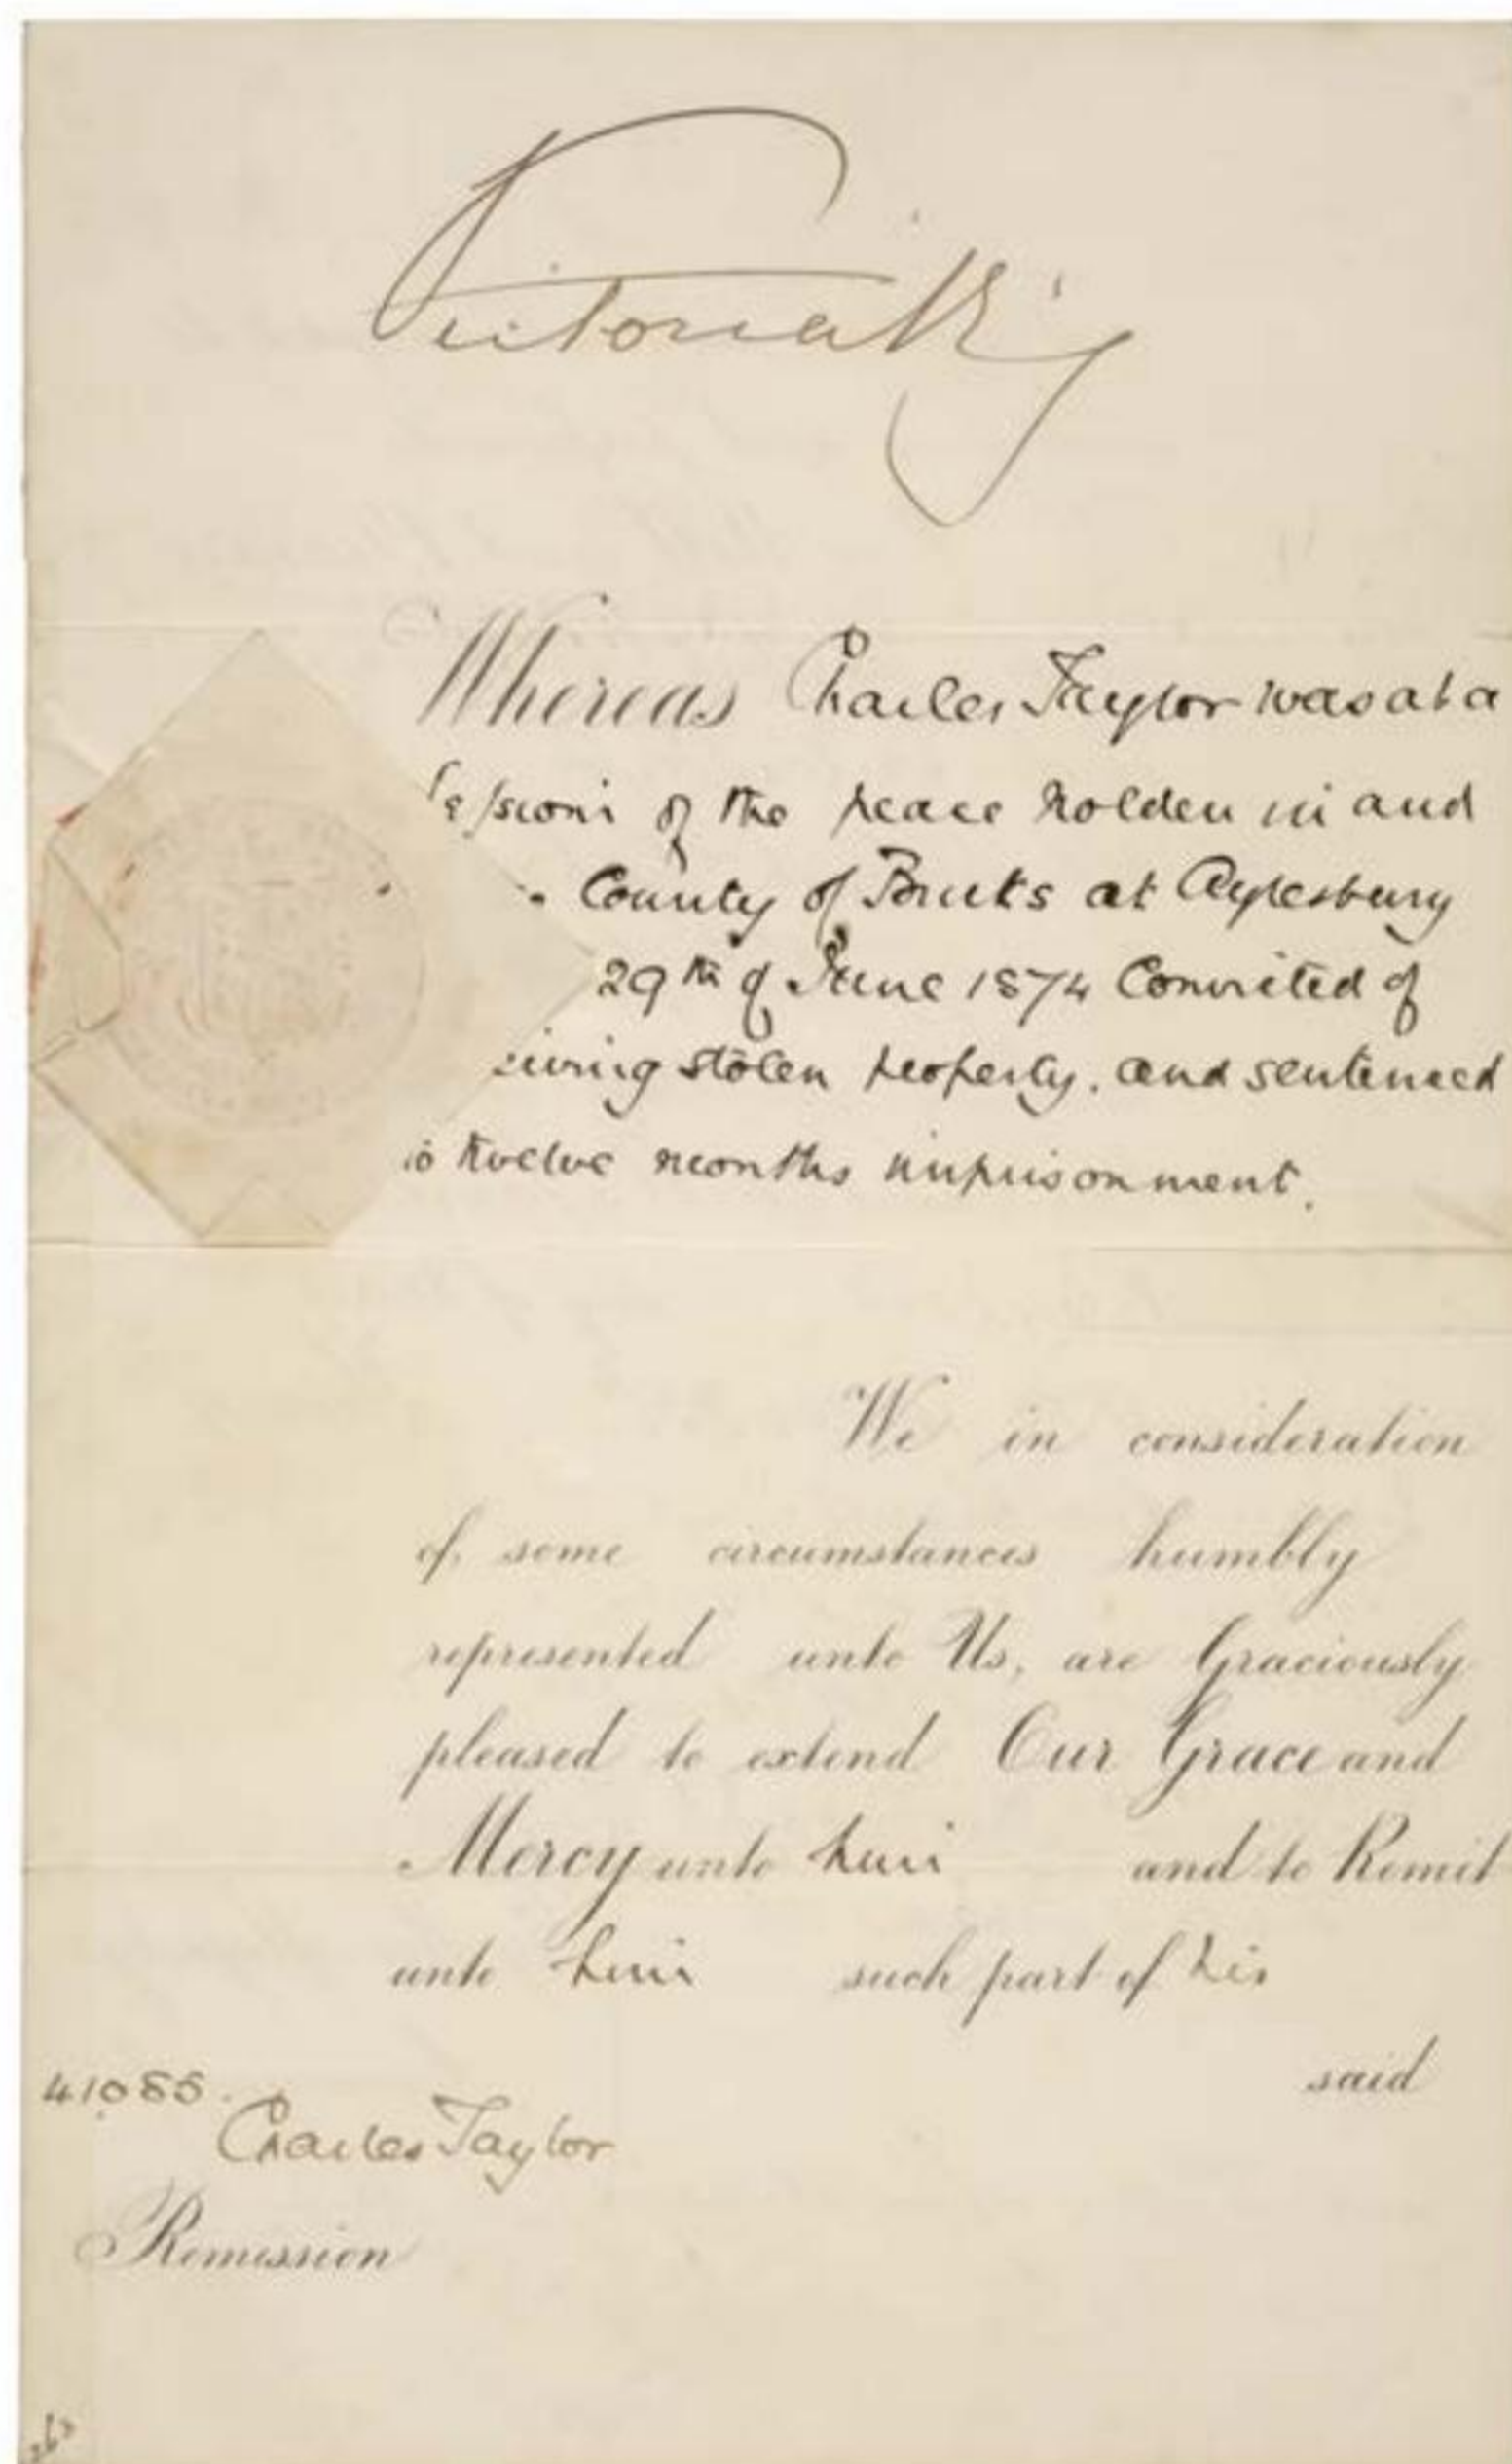 Victoria R
Whereas Charles Taylor was at a
Session of the peace holden in and
County of Bucks at Aylesbury
29th of June 1874 Convicted of
eiving stolen property. and sentenced
to twelve months imprisonment.
We in consideration
of some circumstances humbly
represented unto Us, are Graciously
pleased to extend Our Grace and
Mercy unto him and to Remit
unto him such part of his
said
41055.
Charles Taylor
Remission